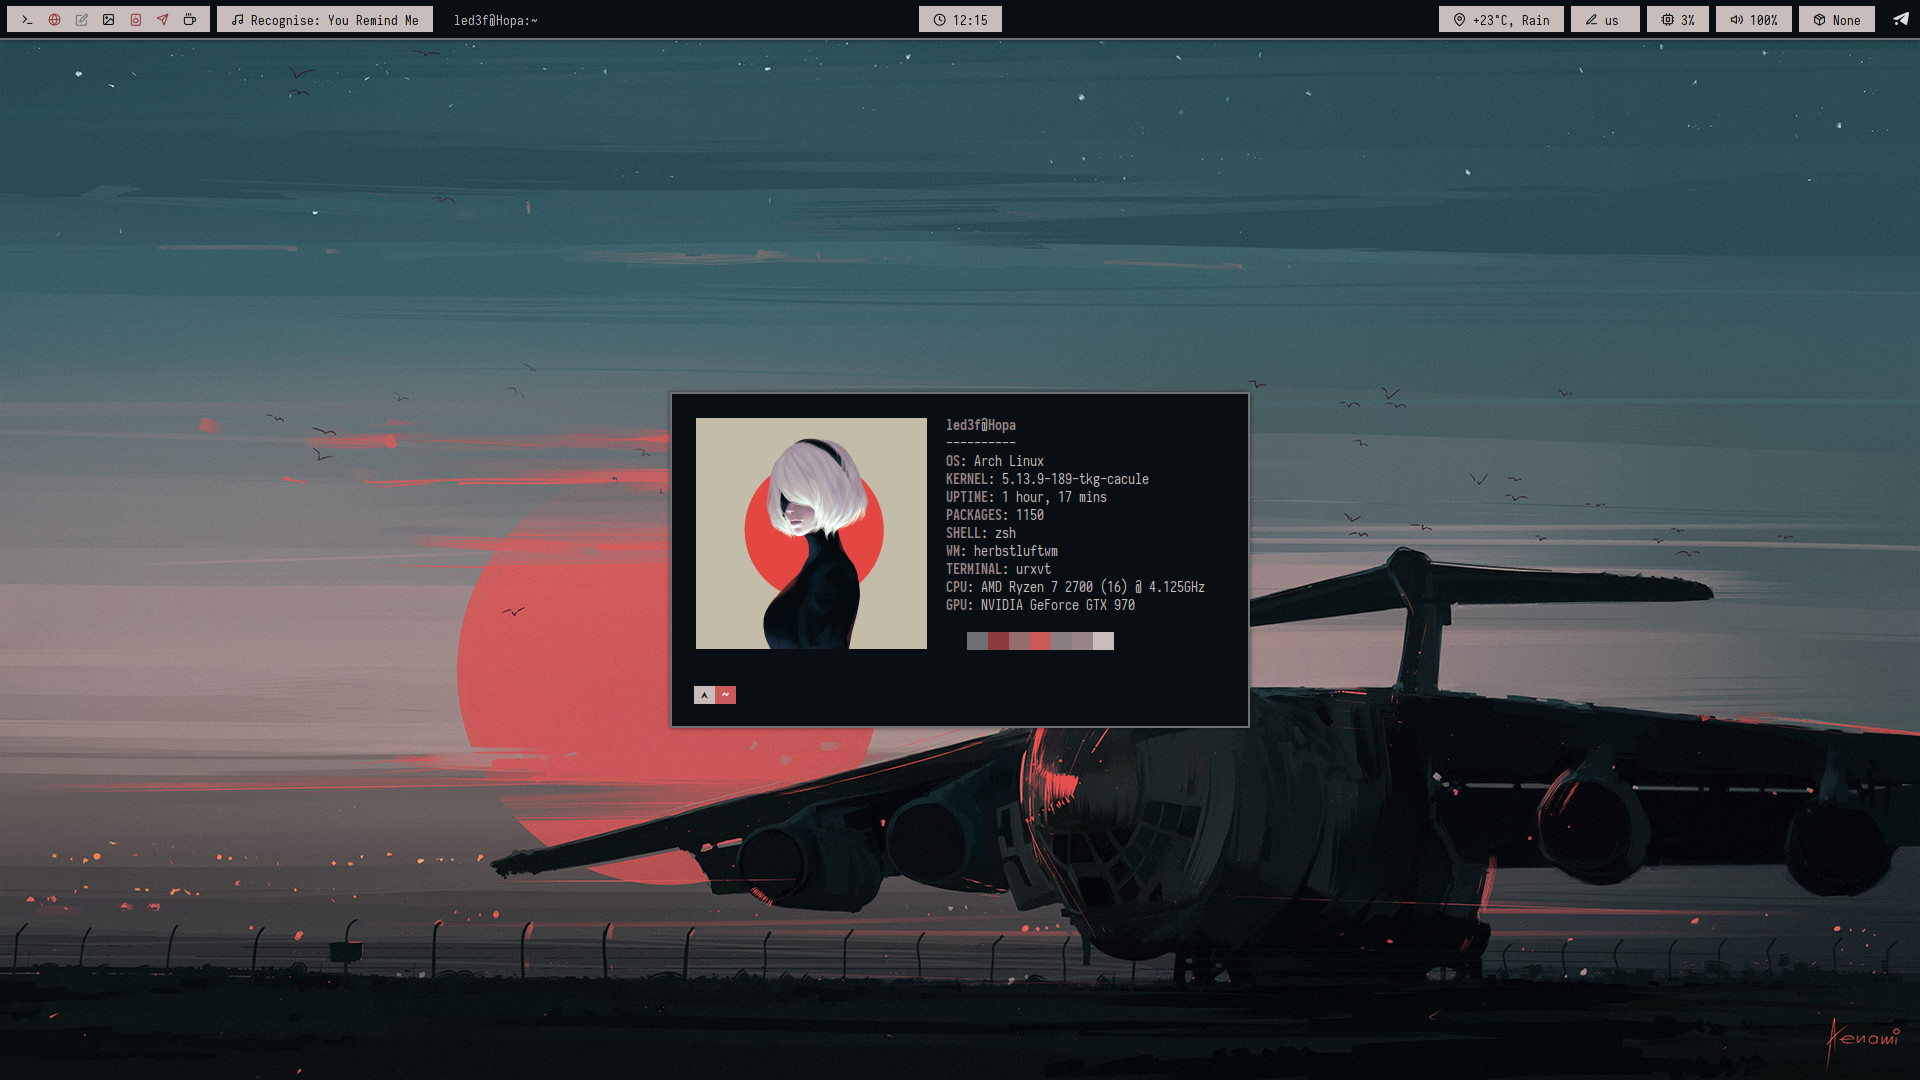 Recognise: You Remind Me
led3f@Hopa:~
12:15
+23°C, Rain
us
3%
100%
None
led3f@Hopa
----------
OS: Arch Linux
KERNEL: 5.13.9-189-tkg-cacule
UPTIME: 1 hour, 17 mins
PACKAGES: 1150
SHELL: zsh
WM: herbstluftwm
TERMINAL: urxvt
CPU: AMD Ryzen 7 2700 (16) @ 4.125GHz
GPU: NVIDIA GeForce GTX 970
~
Aenami